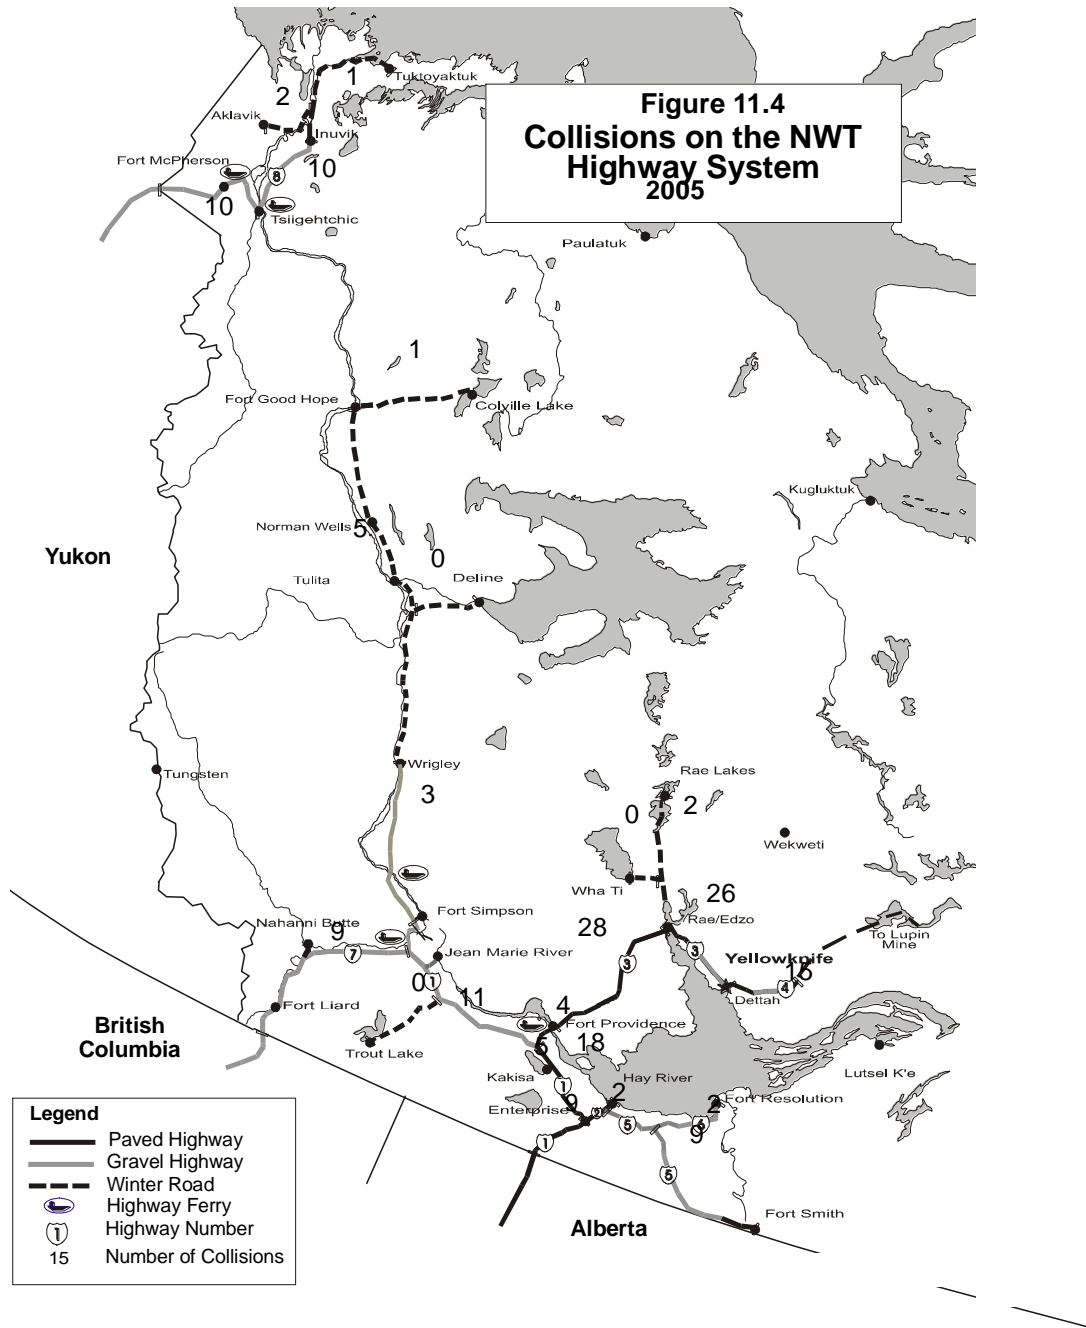 Figure 11.4
Collisions on the NWT
Highway System
2005
1
Tuktoyaktuk
2
Aklavik
Inuvik
Fort McPherson
10
8
10
Tsiigehtchic
Paulatuk
1
Fort Good Hope
Colville Lake
Kugluktuk
Norman Wells
5
Yukon
0
Tulita
Deline
Tungsten
Wrigley
Rae Lakes
3
2
0
Wekweti
Wha Ti
26
Fort Simpson
Rae/Edzo
Nahanni Butte
9
28
To Lupin
Mine
7
Jean Marie River
3
3
Yellowknife
15
0
1
4
Dettah
11
Fort Liard
4
British
Columbia
Fort Providence
Trout Lake
5
18
Kakisa
Hay River
Lutsel K'e
1
Enterprise
9
2
2
2
Fort Resolution
5
6
9
1
5
Fort Smith
Alberta
Legend
Paved Highway
Gravel Highway
Winter Road
Highway Ferry
1
Highway Number
15
Number of Collisions